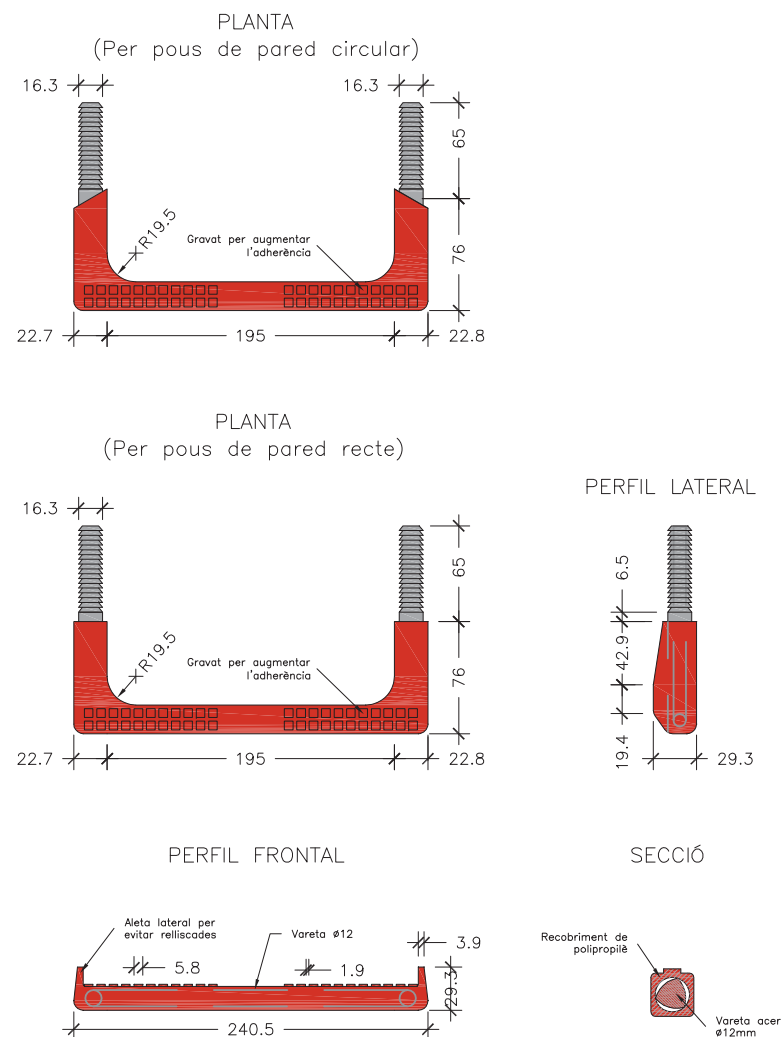 PLANTA
(Per pous de pared circular)
16.3
16.3
65
R19.5
Gravat per augmentar
l'adherència
76
22.7
195
22.8
PLANTA
(Per pous de pared recte)
PERFIL LATERAL
16.3
65
6.5
R19.5
Gravat per augmentar
l'adherència
42.9
76
19.4
22.7
195
22.8
29.3
PERFIL FRONTAL
SECCIÓ
Aleta lateral per
evitar relliscades
Vareta ø12
3.9
Recobriment de
polipropilè
5.8
1.9
29.3
Vareta acer
ø12mm
240.5